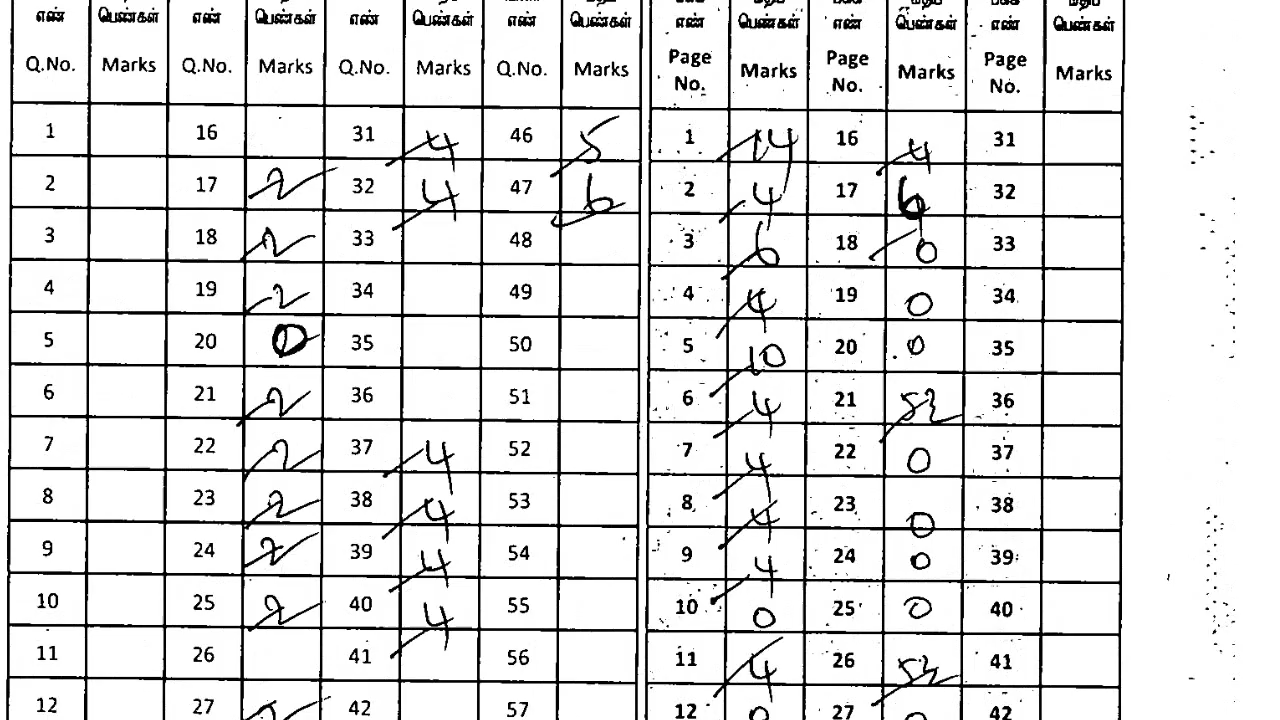 எண் பெண்கள் எண் பெண்கள் எண் பெண்கள் எண் பெண்கள் எண் பெண்கள் எண் பெண்கள் எண் பெண்கள்
Q.No. Marks Q.No. Marks Q.No. Marks Q.No. Marks Page No. Marks Page No. Marks Page No. Marks
1 16 31 4 46 5 1 14 16 4 31
2 17 2 32 4 47 6 2 4 17 6 32
3 18 2 33 48 3 6 18 0 33
4 19 2 34 49 4 4 19 0 34
5 20 0 35 50 5 10 20 0 35
6 21 2 36 51 6 4 21 36
7 22 2 37 4 52 7 4 22 0 37
8 23 2 38 4 53 8 4 23 0 38
9 24 2 39 4 54 9 4 24 0 39
10 25 2 40 4 55 10 0 25 0 40
11 26 41 56 11 4 26 41
12 27 42 57 12 27 42